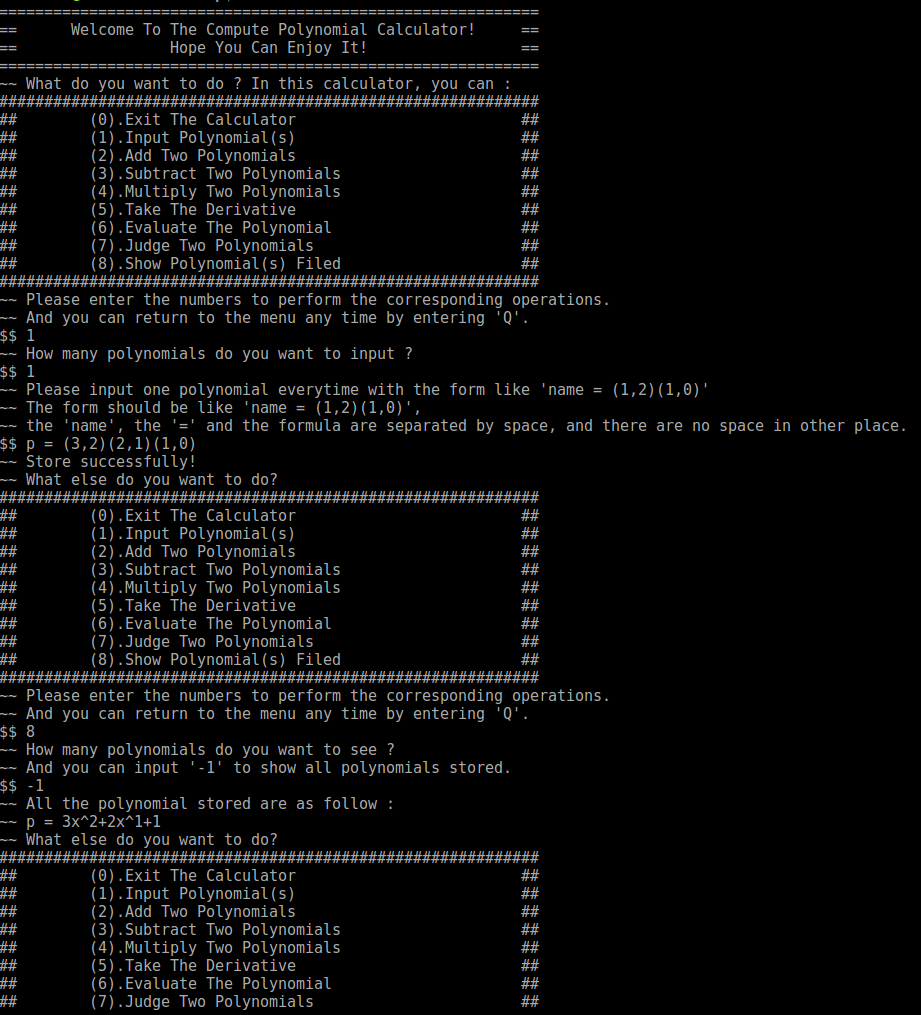 ============================================================
==      Welcome To The Compute Polynomial Calculator!     ==
==                 Hope You Can Enjoy It!                 ==
============================================================
~~ What do you want to do ? In this calculator, you can :
############################################################
##        (0).Exit The Calculator                         ##
##        (1).Input Polynomial(s)                         ##
##        (2).Add Two Polynomials                         ##
##        (3).Subtract Two Polynomials                    ##
##        (4).Multiply Two Polynomials                    ##
##        (5).Take The Derivative                         ##
##        (6).Evaluate The Polynomial                     ##
##        (7).Judge Two Polynomials                       ##
##        (8).Show Polynomial(s) Filed                    ##
############################################################
~~ Please enter the numbers to perform the corresponding operations.
~~ And you can return to the menu any time by entering 'Q'.
$$ 1
~~ How many polynomials do you want to input ?
$$ 1
~~ Please input one polynomial everytime with the form like 'name = (1,2)(1,0)'
~~ The form should be like 'name = (1,2)(1,0)',
~~ the 'name', the '=' and the formula are separated by space, and there are no space in other place.
$$ p = (3,2)(2,1)(1,0)
~~ Store successfully!
~~ What else do you want to do?
############################################################
##        (0).Exit The Calculator                         ##
##        (1).Input Polynomial(s)                         ##
##        (2).Add Two Polynomials                         ##
##        (3).Subtract Two Polynomials                    ##
##        (4).Multiply Two Polynomials                    ##
##        (5).Take The Derivative                         ##
##        (6).Evaluate The Polynomial                     ##
##        (7).Judge Two Polynomials                       ##
##        (8).Show Polynomial(s) Filed                    ##
############################################################
~~ Please enter the numbers to perform the corresponding operations.
~~ And you can return to the menu any time by entering 'Q'.
$$ 8
~~ How many polynomials do you want to see ?
~~ And you can input '-1' to show all polynomials stored.
$$ -1
~~ All the polynomial stored are as follow :
~~ p = 3x^2+2x^1+1
~~ What else do you want to do?
############################################################
##        (0).Exit The Calculator                         ##
##        (1).Input Polynomial(s)                         ##
##        (2).Add Two Polynomials                         ##
##        (3).Subtract Two Polynomials                    ##
##        (4).Multiply Two Polynomials                    ##
##        (5).Take The Derivative                         ##
##        (6).Evaluate The Polynomial                     ##
##        (7).Judge Two Polynomials                       ##